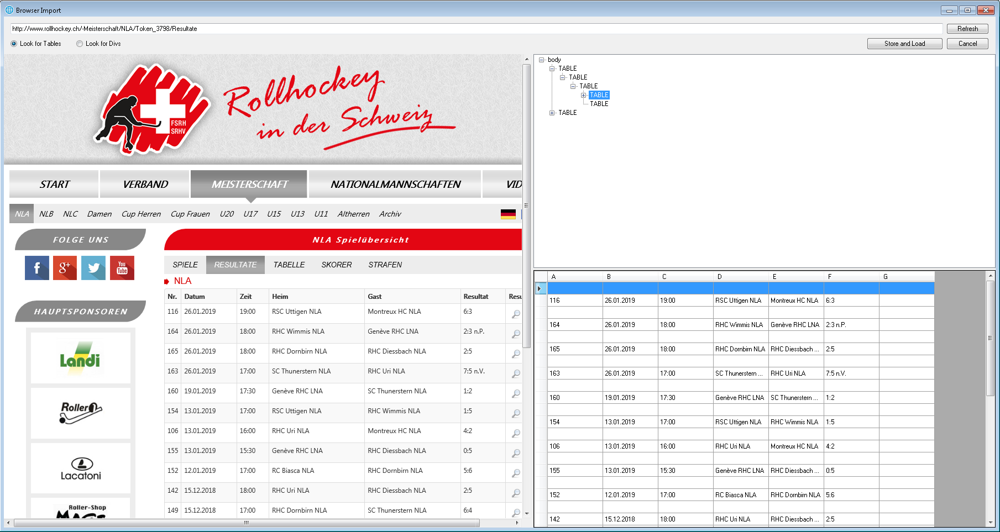 Browser Import
http://www.rollhockey.ch/-Meisterschaft/NLA/Token_3798/Resultate
Refresh
Look for Tables
Look for Divs
Store and Load
Cancel
FSRH
SRHV
Rollhockey
in der Schweiz
START
VERBAND
MEISTERSCHAFT
NATIONALMANNSCHAFTEN
VID
NLA NLB NLC Damen Cup Herren Cup Frauen U20 U17 U15 U13 U11 Altherren Archiv
FOLGE UNS
f g+ You Tube
HAUPTSPONSOREN
Landi
Roller
Lacatoni
Roller-Shop
NLA Spielübersicht
SPIELE RESULTATE TABELLE SKORER STRAFEN
NLA
Nr. Datum Zeit Heim Gast Resultat Resu
116 26.01.2019 19:00 RSC Uttigen NLA Montreux HC NLA 6:3
164 26.01.2019 18:00 RHC Wimmis NLA Genève RHC LNA 2:3 n.P.
165 26.01.2019 18:00 RHC Dornbirn NLA RHC Diessbach NLA 2:5
163 26.01.2019 17:00 SC Thunerstern NLA RHC Uri NLA 7:5 n.V.
160 19.01.2019 17:30 Genève RHC LNA SC Thunerstern NLA 1:2
154 13.01.2019 17:00 RSC Uttigen NLA RHC Wimmis NLA 1:5
106 13.01.2019 16:00 RHC Uri NLA Montreux HC NLA 4:2
155 13.01.2019 15:30 Genève RHC LNA RHC Diessbach NLA 0:5
152 12.01.2019 17:00 RC Biasca NLA RHC Dornbirn NLA 5:6
142 15.12.2018 18:00 RHC Uri NLA RHC Diessbach NLA 2:5
149 15.12.2018 17:00 RHC Dornbirn NLA SC Thunerstern NLA 6:4
body
TABLE
TABLE
TABLE
TABLE
TABLE
TABLE
A B C D E F G
116 26.01.2019 19:00 RSC Uttigen NLA Montreux HC NLA 6:3
164 26.01.2019 18:00 RHC Wimmis NLA Genève RHC LNA 2:3 n.P.
165 26.01.2019 18:00 RHC Dornbirn NLA RHC Diessbach ... 2:5
163 26.01.2019 17:00 SC Thunerstern ... RHC Uri NLA 7:5 n.V.
160 19.01.2019 17:30 Genève RHC LNA SC Thunerstern ... 1:2
154 13.01.2019 17:00 RSC Uttigen NLA RHC Wimmis NLA 1:5
106 13.01.2019 16:00 RHC Uri NLA Montreux HC NLA 4:2
155 13.01.2019 15:30 Genève RHC LNA RHC Diessbach ... 0:5
152 12.01.2019 17:00 RC Biasca NLA RHC Dornbirn NLA 5:6
142 15.12.2018 18:00 RHC Uri NLA RHC Diessbach ... 2:5